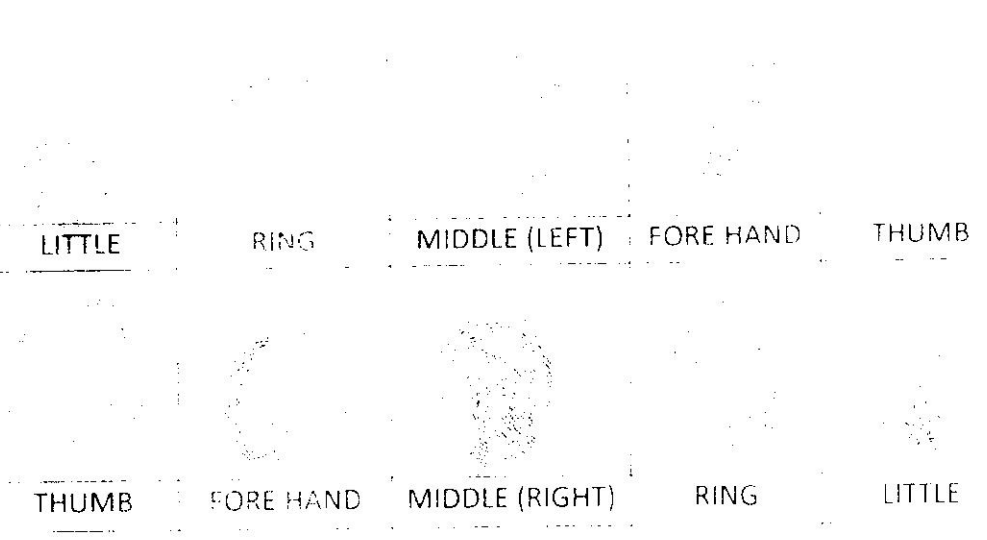 LITTLE RING MIDDLE (LEFT) FORE HAND THUMB
THUMB FORE HAND MIDDLE (RIGHT) RING LITTLE